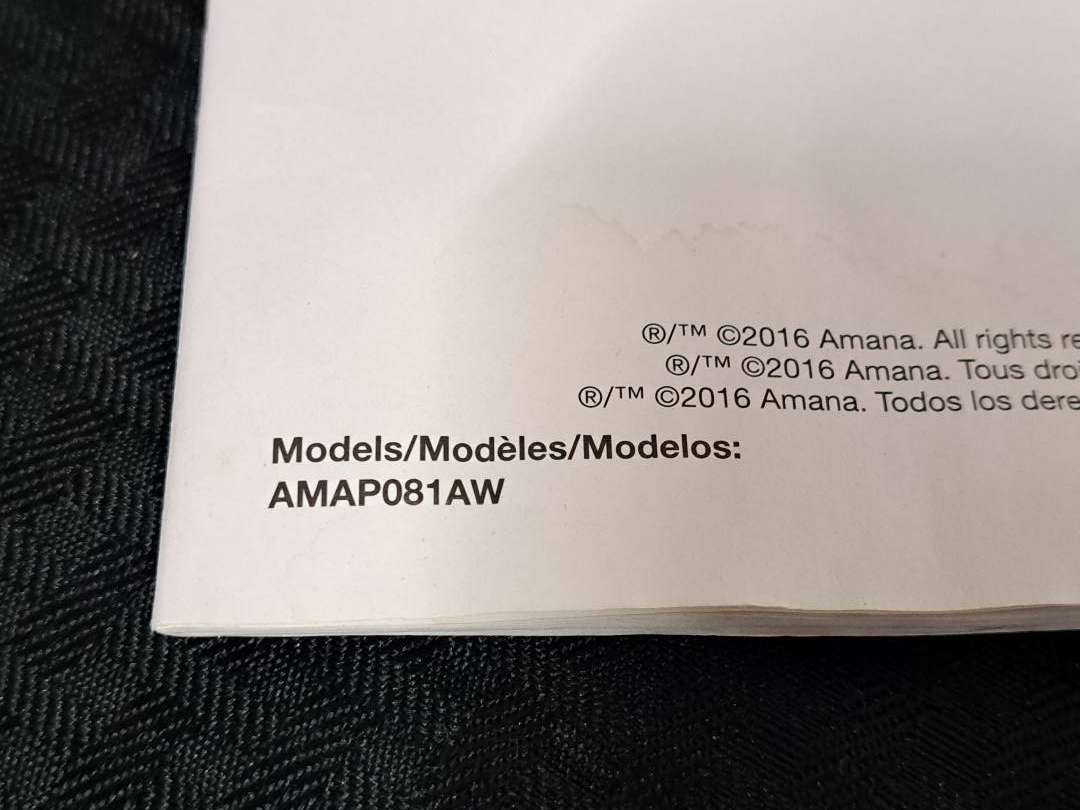 ®/™ ©2016 Amana. All rights
®/™ ©2016 Amana. Tous
®/™ ©2016 Amana. Todos los
Models/Modèles/Modelos:
AMAP081AW